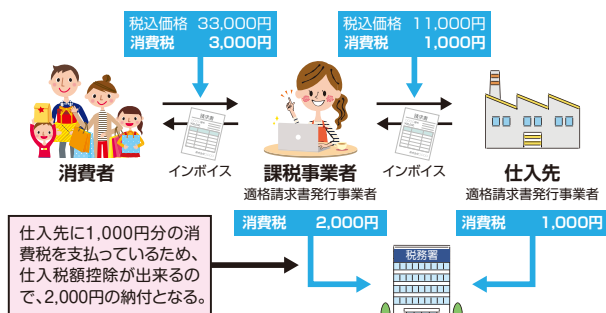 税込価格 33,000円
消費税 3,000円
税込価格 11,000円
消費税 1,000円
請求書
請求書
消費者
インボイス
課税事業者
適格請求書発行事業者
インボイス
仕入先
適格請求書発行事業者
消費税 2,000円
消費税 1,000円
仕入先に1,000円分の消
費税を支払っているため、
仕入税額控除が出来るの
で、2,000円の納付となる。
税務署